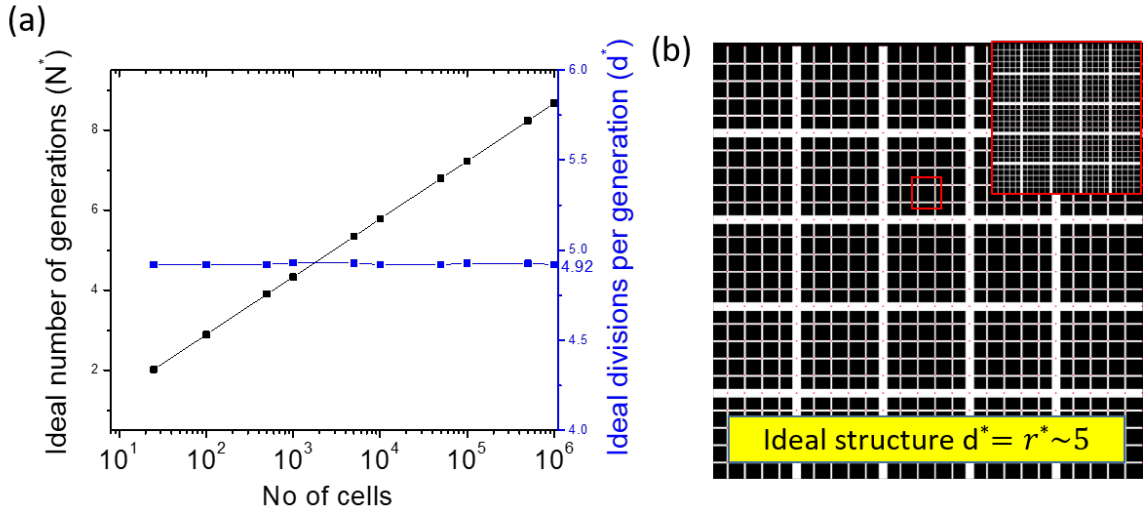 (a)
Ideal number of generations (N*)
8
6
4
2
10^1 10^2 10^3 10^4 10^5 10^6
No of cells
6.0
5.5
5.0
4.92
4.5
4.0
Ideal divisions per generation (d*)
(b)
Ideal structure d* = r*~5